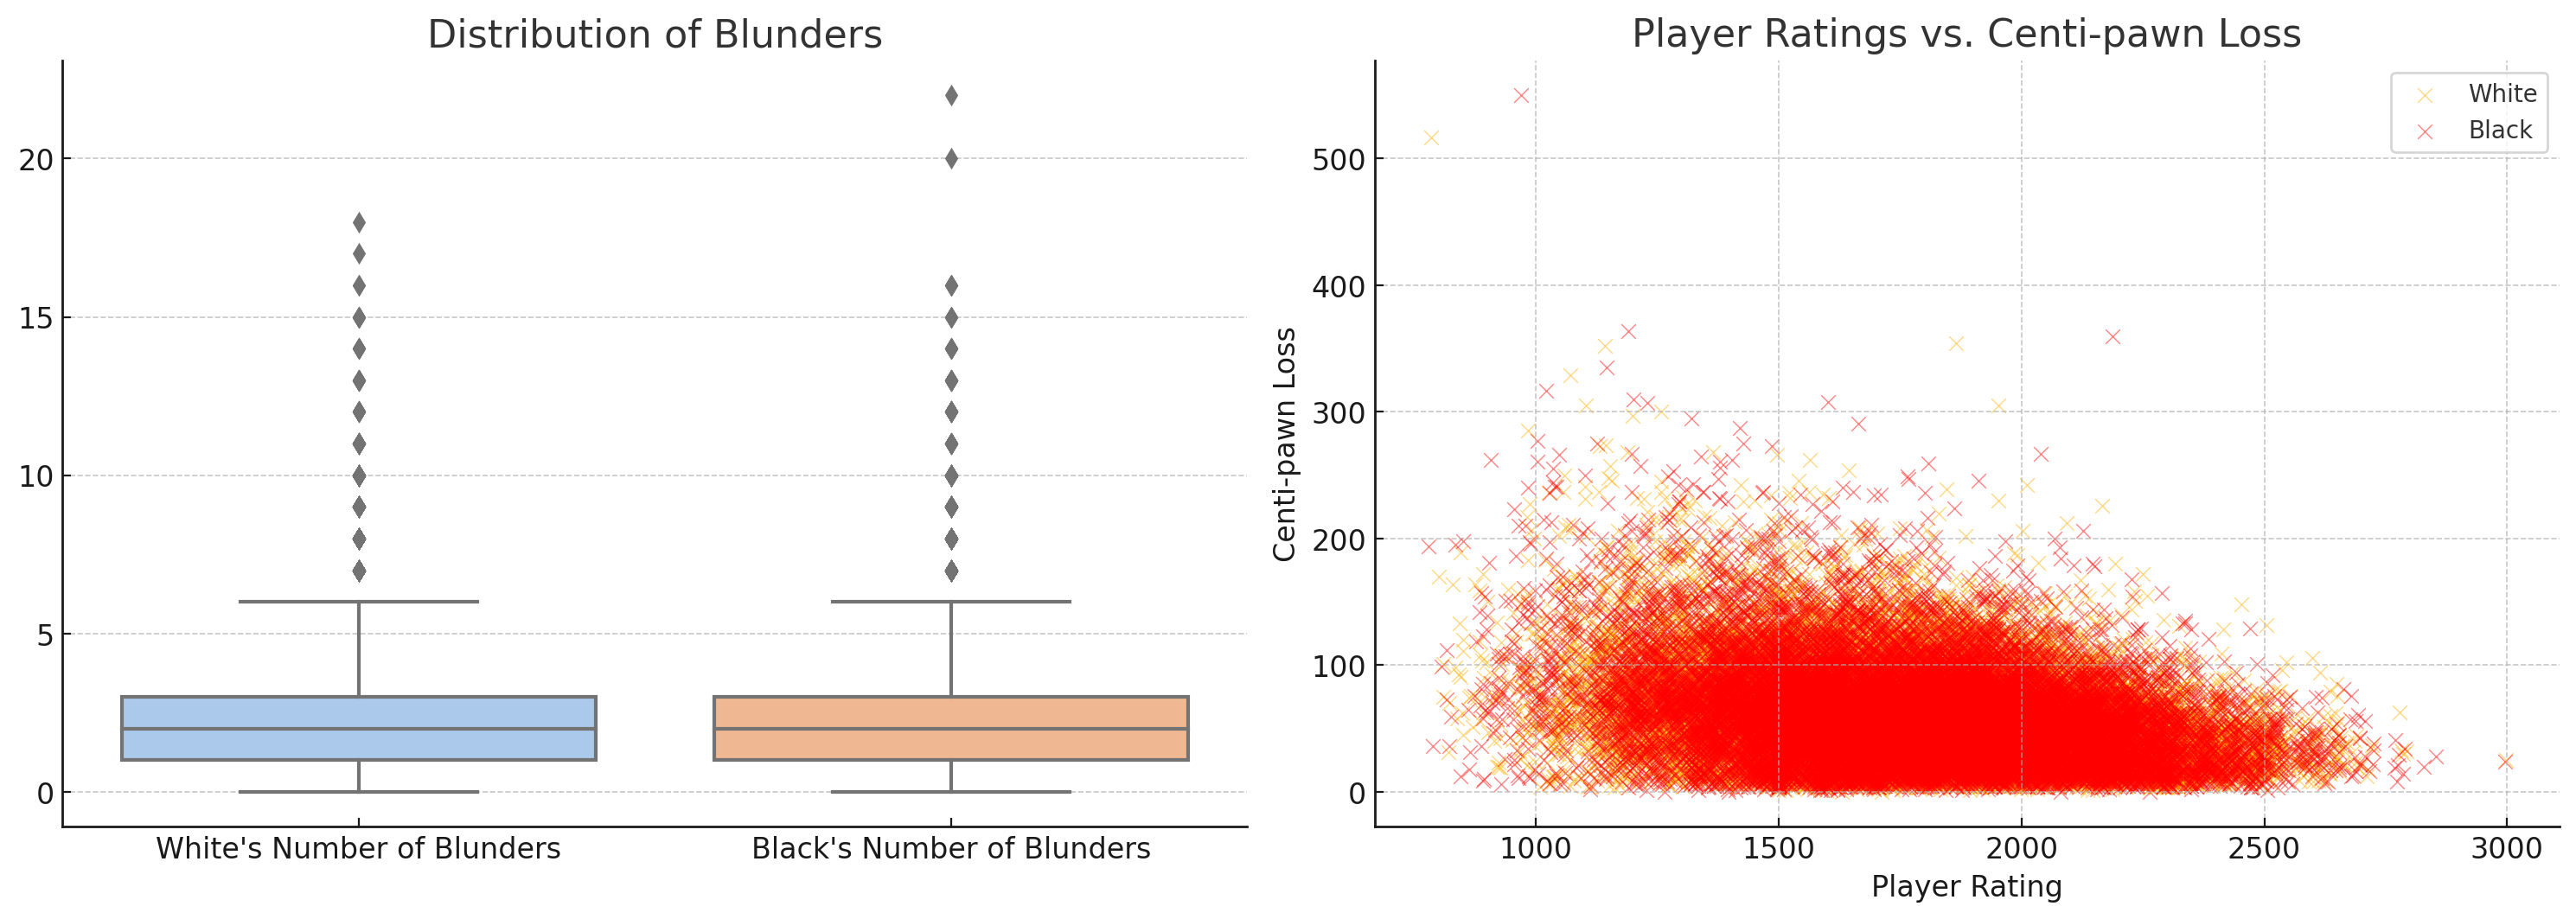 Distribution of Blunders
20
15
10
5
0
White's Number of Blunders
Black's Number of Blunders
Player Ratings vs. Centi-pawn Loss
White
Black
Centi-pawn Loss
500
400
300
200
100
0
1000 1500 2000 2500 3000
Player Rating